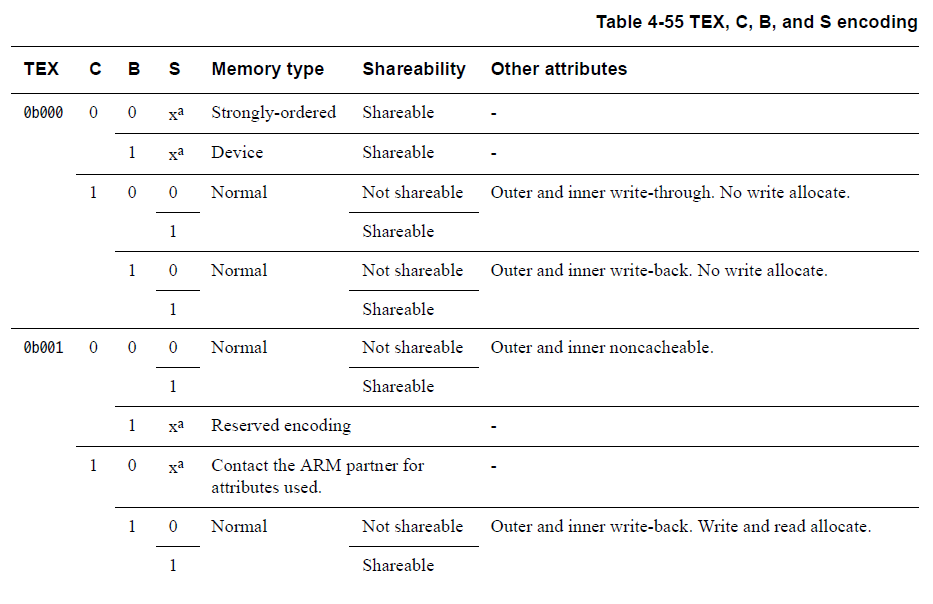 Table 4-55 TEX, C, B, and S encoding
TEX C B S Memory type Shareability Other attributes
0b000 0 0 xa Strongly-ordered Shareable -
1 xa Device Shareable -
1 0 0 Normal Not shareable Outer and inner write-through. No write allocate.
1 Shareable
1 0 Normal Not shareable Outer and inner write-back. No write allocate.
1 Shareable
0b001 0 0 0 Normal Not shareable Outer and inner noncacheable.
1 Shareable
1 xa Reserved encoding -
1 0 xa Contact the ARM partner for -
attributes used.
1 0 Normal Not shareable Outer and inner write-back. Write and read allocate.
1 Shareable